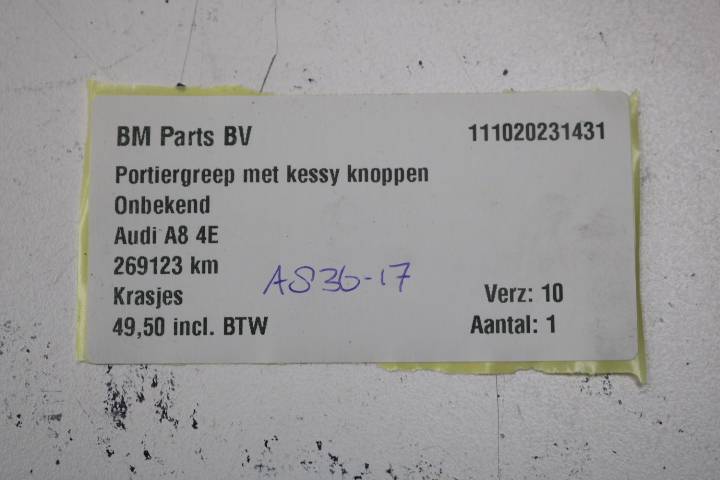 BM Parts BV 111020231431
Portiergreep met kessy knoppen
Onbekend
Audi A8 4E
269123 km
Krasjes
49,50 incl. BTW
AS36-17
Verz: 10
Aantal: 1